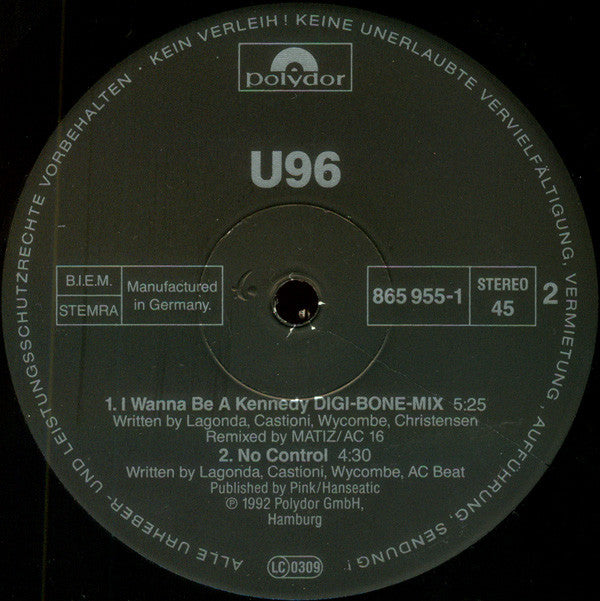 ALLE URHEBER- UND LEISTUNGSSCHUTZRECHTE VORBEHALTEN · KEIN VERLEIH! KEINE UNERLAUBTE VERVIELFÄLTIGUNG, VERMIETUNG, AUFFÜHRUNG, SENDUNG!
polydor
U96
B.I.E.M.
STEMRA
Manufactured
in Germany.
865 955-1
STEREO
45
2
1. I Wanna Be A Kennedy DIGI-BONE-MIX 5:25
Written by Lagonda, Castioni, Wycombe, Christensen
Remixed by MATIZ/AC 16
2. No Control 4:30
Written by Lagonda, Castioni, Wycombe, AC Beat
Published by Pink/Hanseatic
℗ 1992 Polydor GmbH,
Hamburg
LC 0309